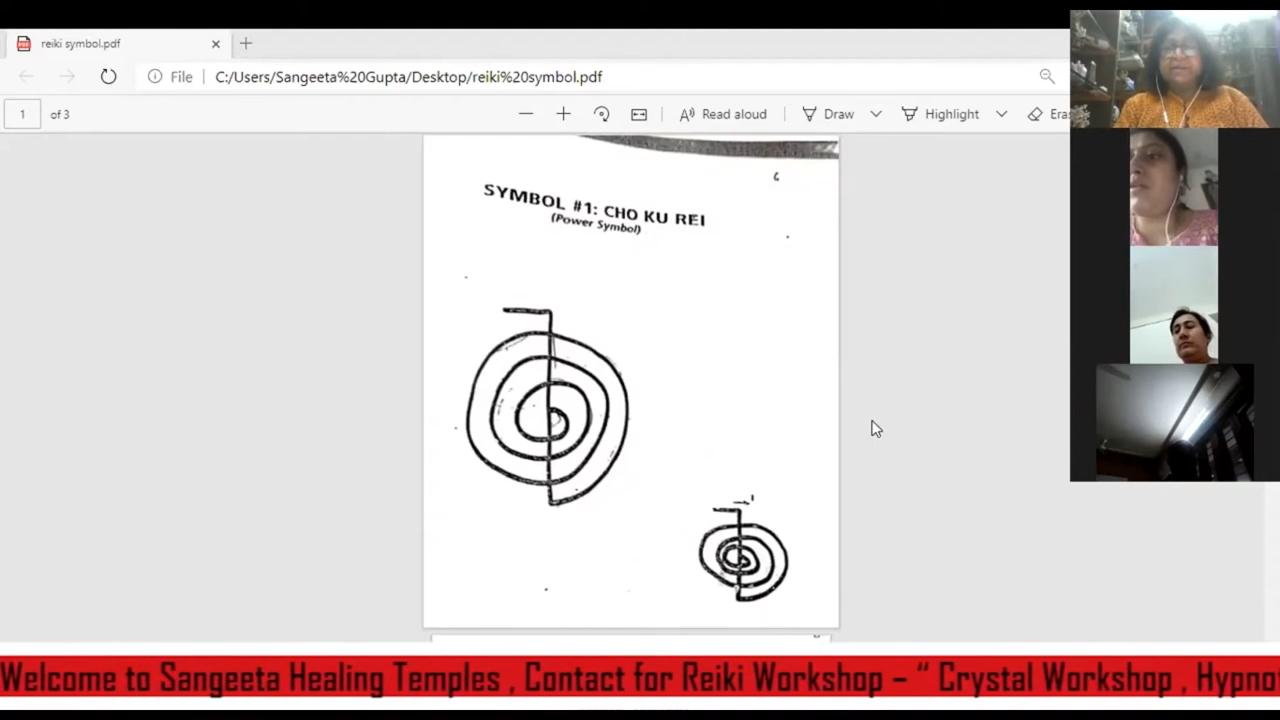 reiki symbol.pdf
File C:/Users/Sangeeta%20Gupta/Desktop/reiki%20symbol.pdf
1 of 3 Read aloud Draw Highlight
6
SYMBOL #1: CHO KU REI
(Power Symbol)
Welcome to Sangeeta Healing Temples , Contact for Reiki Workshop – “ Crystal Workshop , Hypno